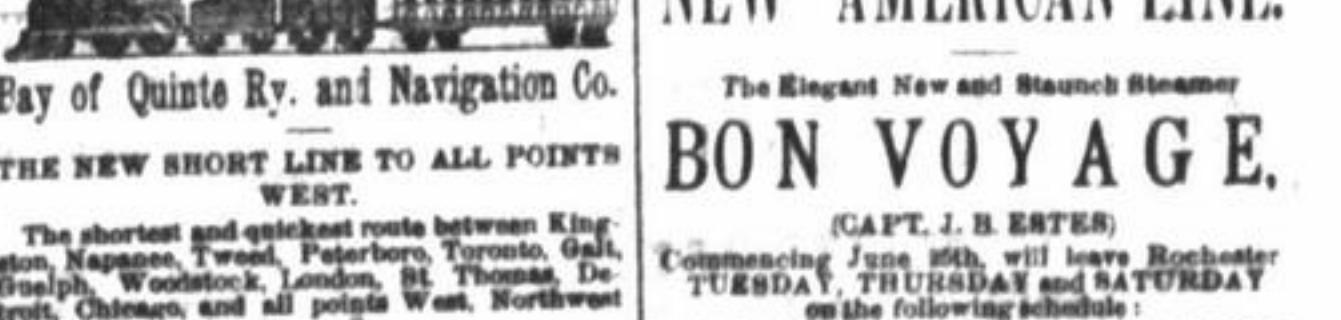 Bay of Quinte Ry. and Navigation Co.
THE NEW SHORT LINE TO ALL POINTS
WEST.
The shortest and quickest route between King-
ston, Napanee, Tweed, Peterboro, Toronto, Galt,
Guelph, Woodstock, London, St. Thomas, De-
troit, Chicago, and all points West, Northwest
NEW AMERICAN LINE.
The Elegant New and Staunch Steamer
BON VOYAGE,
(CAPT. J. B. ESTES)
Commencing June 25th, will leave Rochester
TUESDAY, THURSDAY and SATURDAY
on the following schedule: